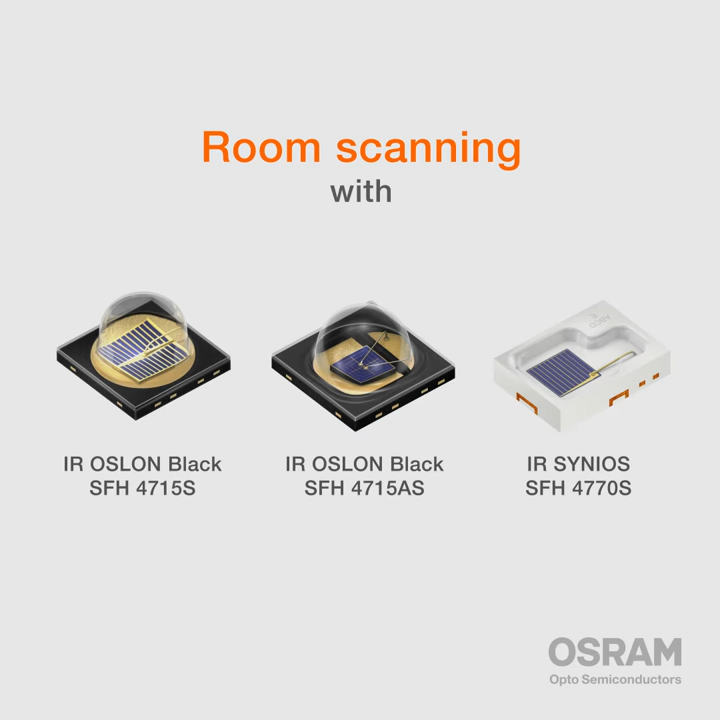 Room scanning
with
IR OSLON Black
SFH 4715S
IR OSLON Black
SFH 4715AS
IR SYNIOS
SFH 4770S
OSRAM
Opto Semiconductors